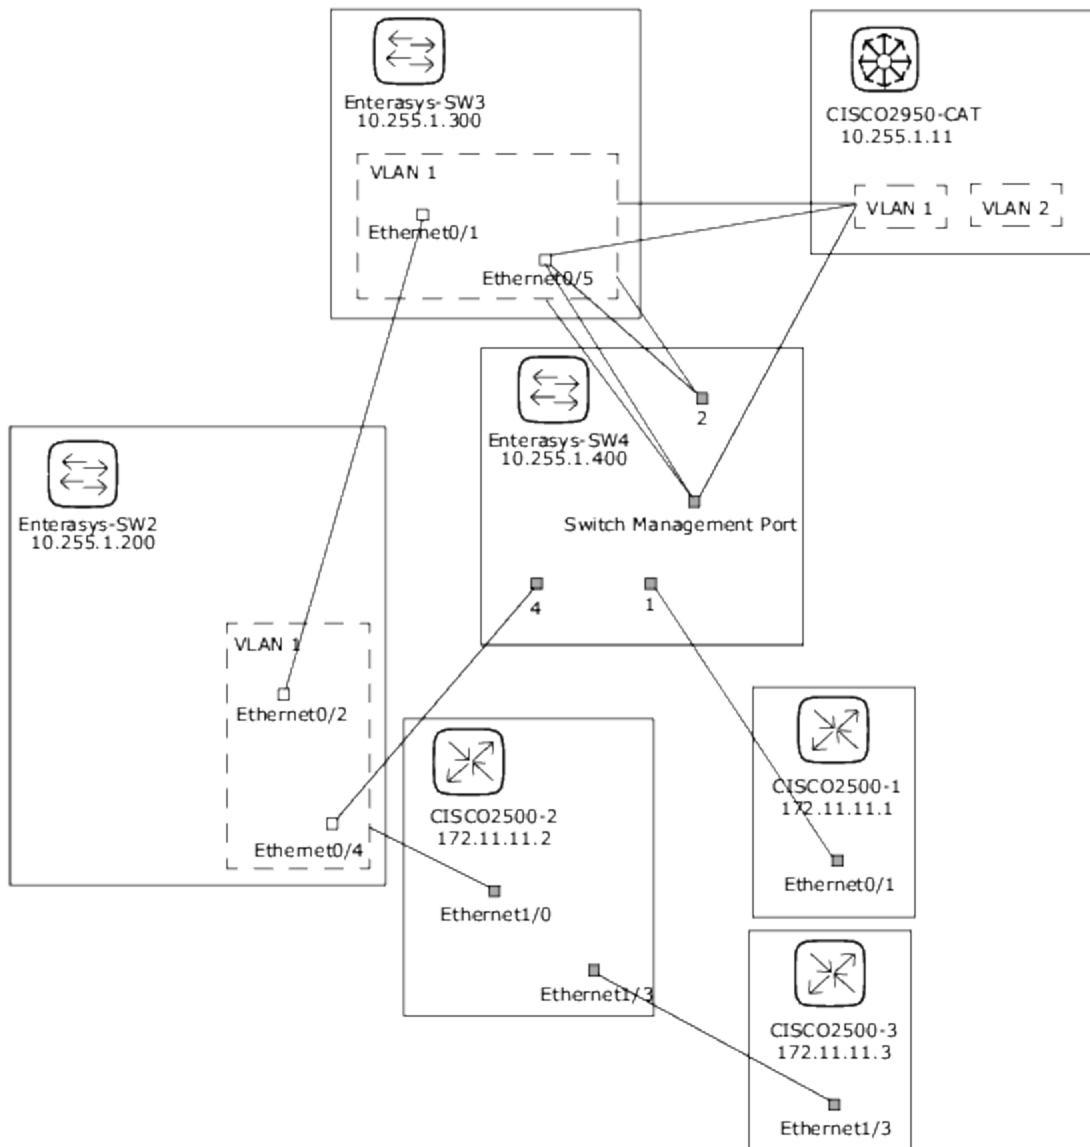 Enterasys-SW3
10.255.1.300
VLAN 1
Ethernet0/1
Ethernet0/5
CISCO2950-CAT
10.255.1.11
VLAN 1
VLAN 2
Enterasys-SW4
10.255.1.400
2
Switch Management Port
4
1
Enterasys-SW2
10.255.1.200
VLAN 1
Ethernet0/2
Ethernet0/4
CISCO2500-2
172.11.11.2
Ethernet1/0
Ethernet1/3
CISCO2500-1
172.11.11.1
Ethernet0/1
CISCO2500-3
172.11.11.3
Ethernet1/3